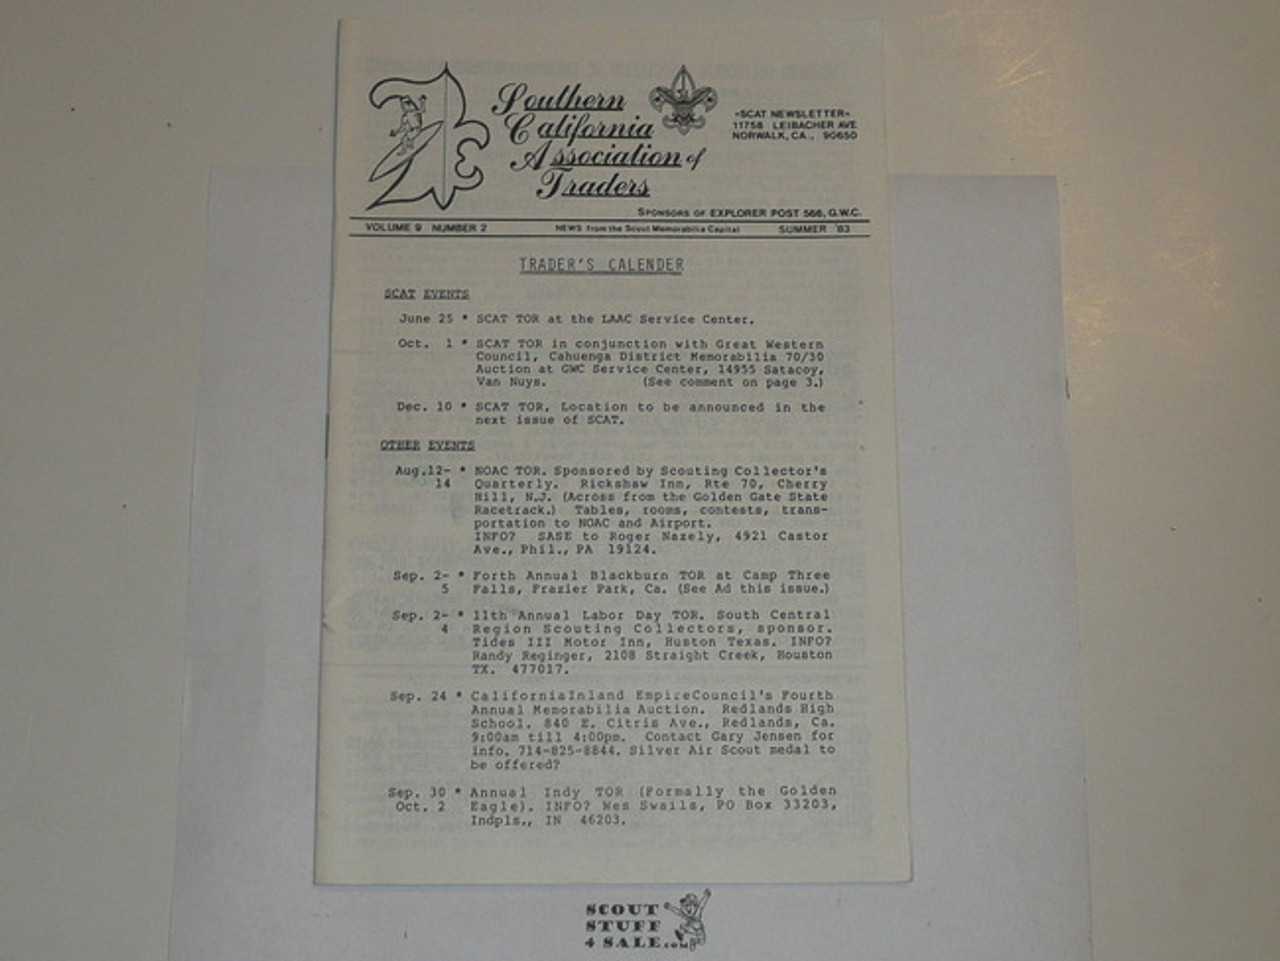 Southern
California
Association of
Traders
-SCAT NEWSLETTER-
11758 LEIBACHER AVE
NORWALK, CA., 90650
SPONSORS OF EXPLORER POST 566, G.W.C.
VOLUME 9 NUMBER 2 NEWS from the Scout Memorabilia Capital SUMMER '83
TRADER'S CALENDER
SCAT EVENTS
June 25 * SCAT TOR at the LAAC Service Center.
Oct. 1 * SCAT TOR in conjunction with Great Western
Council, Cahuenga District Memorabilia 70/30
Auction at GWC Service Center, 14955 Satacoy,
Van Nuys. (See comment on page 3.)
Dec. 10 * SCAT TOR. Location to be announced in the
next issue of SCAT.
OTHER EVENTS
Aug.12- * NOAC TOR. Sponsored by Scouting Collector's
14 Quarterly. Rickshaw Inn, Rte 70, Cherry
Hill, N.J. (Across from the Golden Gate State
Racetrack.) Tables, rooms, contests, trans-
portation to NOAC and Airport.
INFO? SASE to Roger Nazely, 4921 Castor
Ave., Phil., PA 19124.
Sep. 2- * Forth Annual Blackburn TOR at Camp Three
5 Falls, Frazier Park, Ca. (See Ad this issue.)
Sep. 2- * 11th Annual Labor Day TOR. South Central
4 Region Scouting Collectors, sponsor.
Tides III Motor Inn, Huston Texas. INFO?
Randy Reginger, 2108 Straight Creek, Houston
TX. 477017.
Sep. 24 * CaliforniaInland EmpireCouncil's Fourth
Annual Memorabilia Auction. Redlands High
School. 840 E. Citris Ave., Redlands, Ca.
9:00am till 4:00pm. Contact Gary Jensen for
info. 714-825-8844. Silver Air Scout medal to
be offered?
Sep. 30 * Annual Indy TOR (Formally the Golden
Oct. 2 Eagle). INFO? Wes Swails, PO Box 33203,
Indpls., IN 46203.
SCOUT
STUFF
4 SALE.com